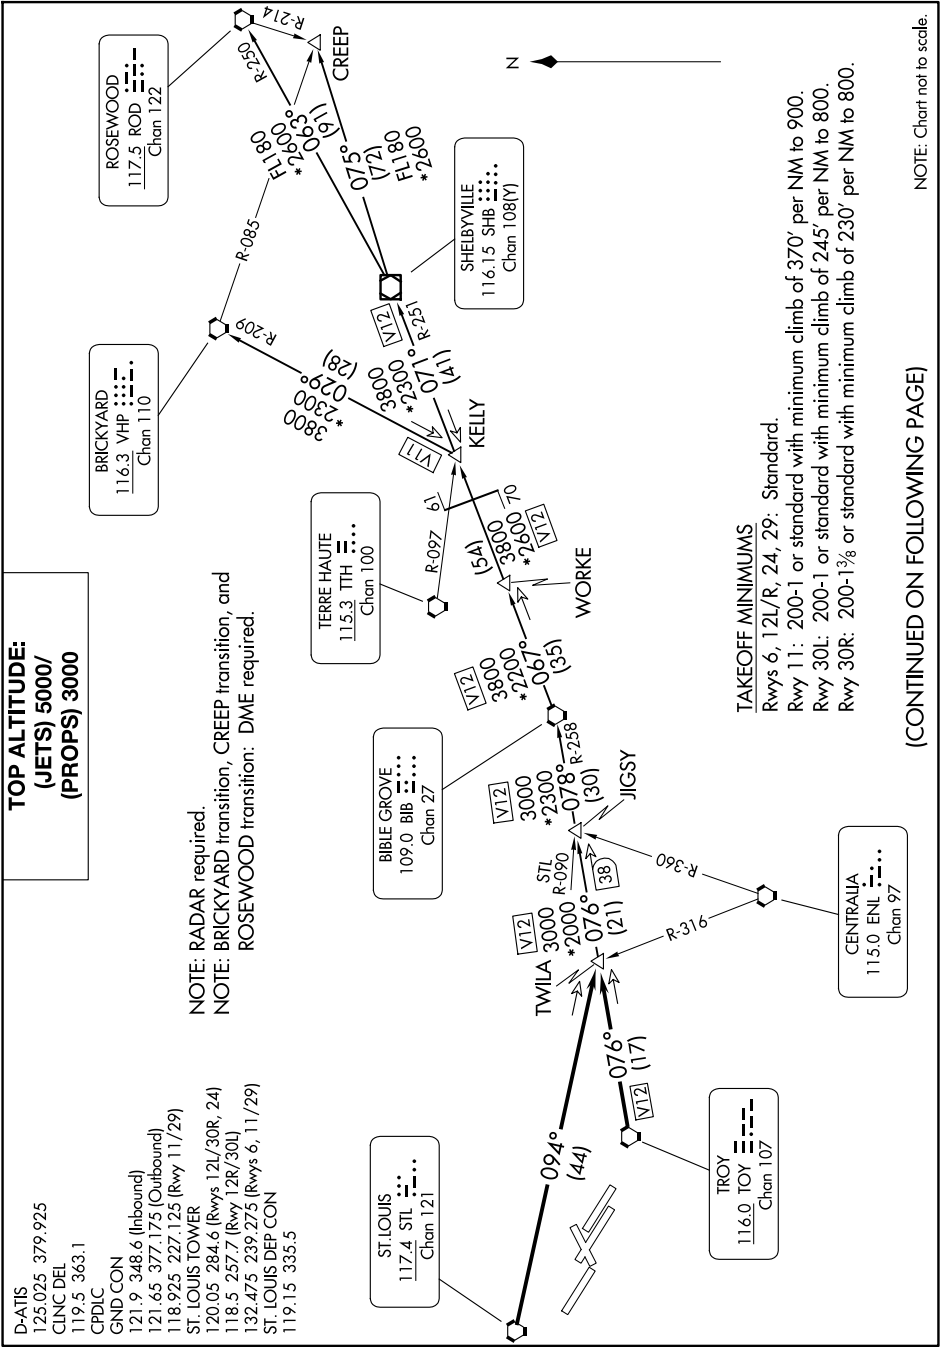 TOP ALTITUDE:
(JETS) 5000/
(PROPS) 3000
D-ATIS
125.025 379.925
CLNC DEL
119.5 363.1
CPDLC
GND CON
121.9 348.6 (Inbound)
121.65 377.175 (Outbound)
118.925 227.125 (Rwy 11/29)
ST. LOUIS TOWER
120.05 284.6 (Rwys 12L/30R, 24)
118.5 257.7 (Rwy 12R/30L)
132.475 239.275 (Rwys 6, 11/29)
ST. LOUIS DEP CON
119.15 335.5
NOTE: RADAR required.
NOTE: BRICKYARD transition, CREEP transition, and
ROSEWOOD transition: DME required.
ST.LOUIS
117.4 STL
Chan 121
094°
(44)
TROY
116.0 TOY
Chan 107
V12
076°
(17)
TWILA
V12
3000
*2000
076°
(21)
STL
R-090
38
CENTRALIA
115.0 ENL
Chan 97
R-316
R-360
JIGSY
V12
3000
*2300
078°
(30)
R-258
BIBLE GROVE
109.0 BIB
Chan 27
V12
3800
*2200
067°
(35)
WORKE
(54)
3800
*2600
V12
61
70
TERRE HAUTE
115.3 TTH
Chan 100
R-097
KELLY
V11
3800
*2300
029°
(28)
R-209
BRICKYARD
116.3 VHP
Chan 110
R-085
V12
3800
*2300
071°
(41)
R-251
SHELBYVILLE
116.15 SHB
Chan 108(Y)
FL180
*2600
063°
(91)
R-250
ROSEWOOD
117.5 ROD
Chan 122
R-214
CREEP
075°
(72)
FL180
*2600
N
TAKEOFF MINIMUMS
Rwys 6, 12L/R, 24, 29: Standard.
Rwy 11: 200-1 or standard with minimum climb of 370' per NM to 900.
Rwy 30L: 200-1 or standard with minimum climb of 245' per NM to 800.
Rwy 30R: 200-1⅜ or standard with minimum climb of 230' per NM to 800.
(CONTINUED ON FOLLOWING PAGE)
NOTE: Chart not to scale.